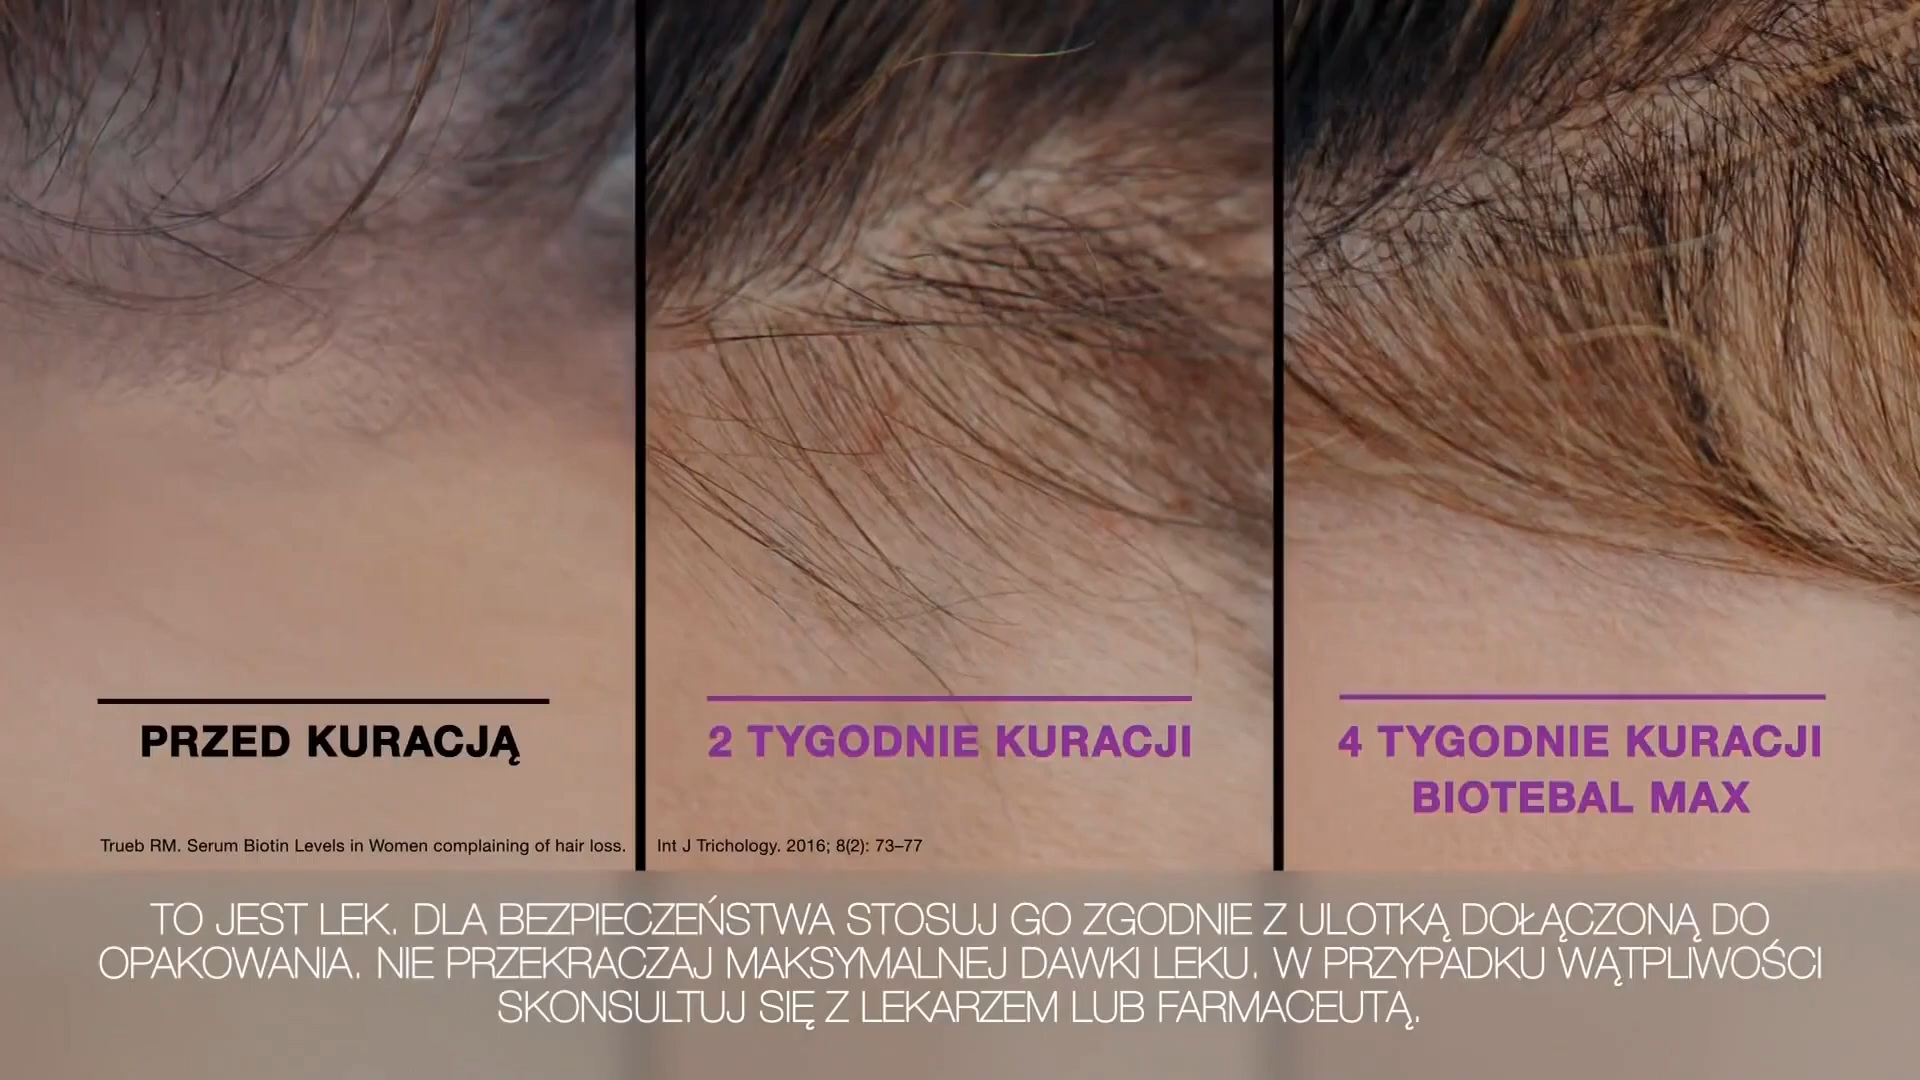 PRZED KURACJĄ
2 TYGODNIE KURACJI
4 TYGODNIE KURACJI
BIOTEBAL MAX
Trueb RM. Serum Biotin Levels in Women complaining of hair loss. Int J Trichology. 2016; 8(2): 73–77
TO JEST LEK. DLA BEZPIECZEŃSTWA STOSUJ GO ZGODNIE Z ULOTKĄ DOŁĄCZONĄ DO
OPAKOWANIA. NIE PRZEKRACZAJ MAKSYMALNEJ DAWKI LEKU. W PRZYPADKU WĄTPLIWOŚCI
SKONSULTUJ SIĘ Z LEKARZEM LUB FARMACEUTĄ.